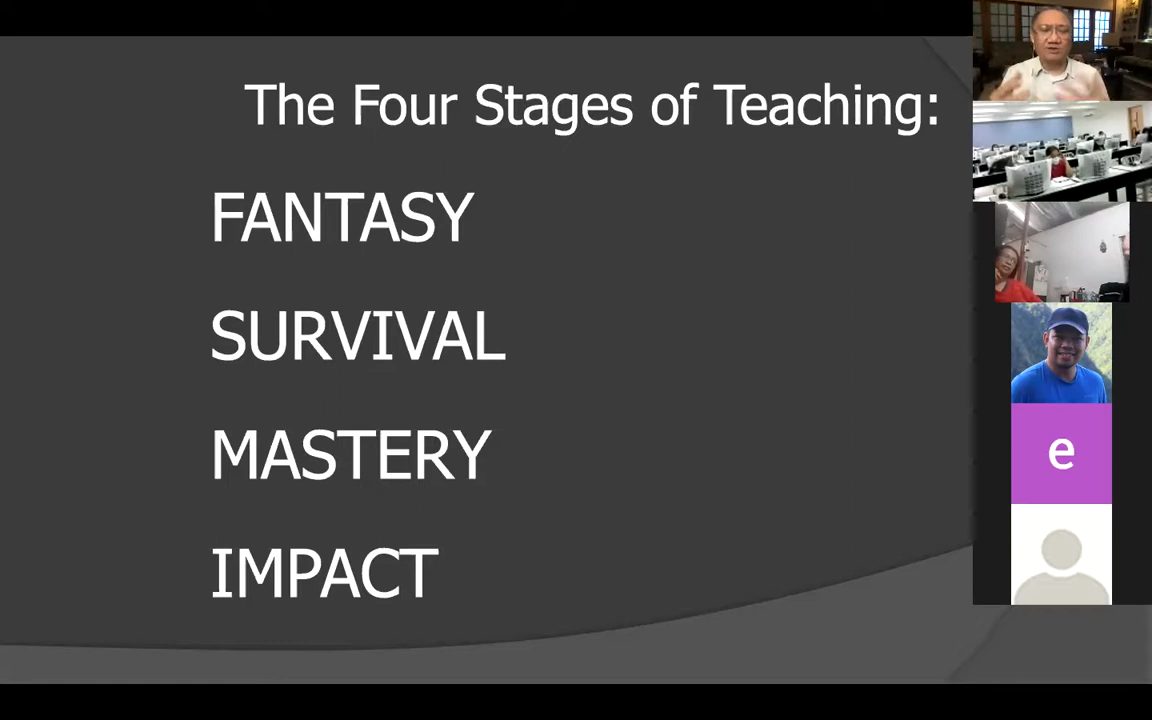 The Four Stages of Teaching:
FANTASY
SURVIVAL
MASTERY
IMPACT
e